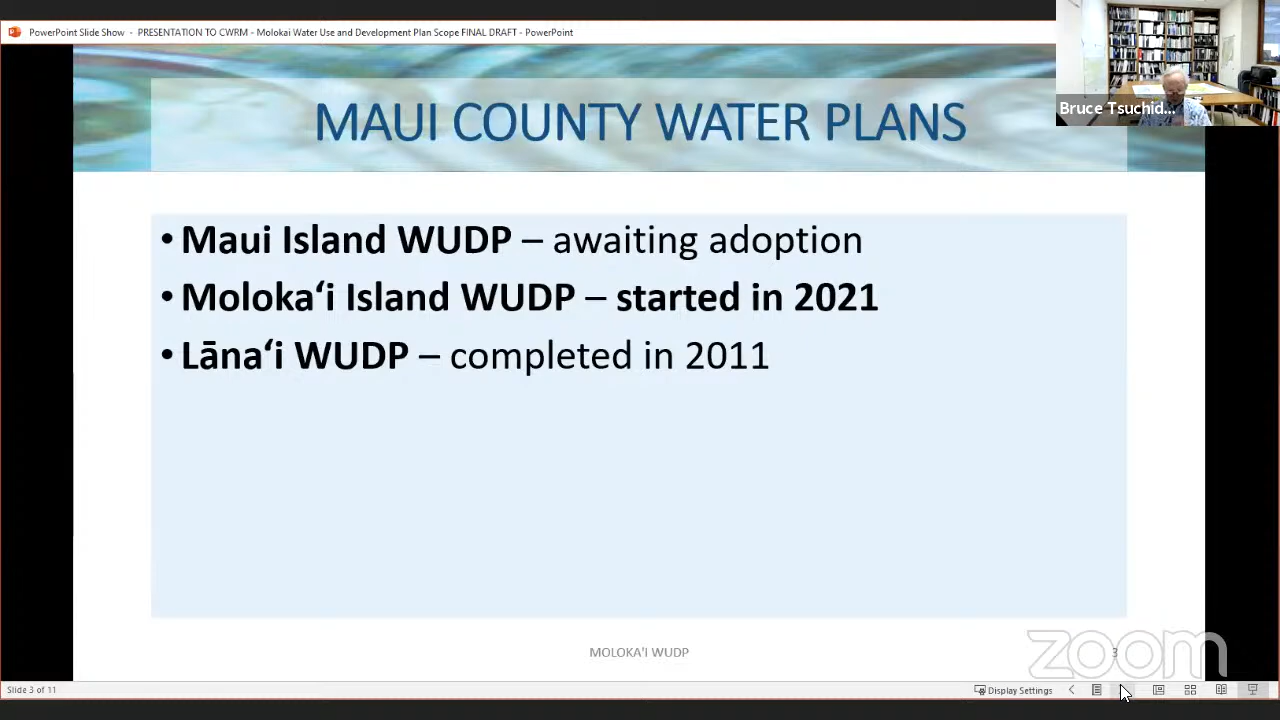 PowerPoint Slide Show - PRESENTATION TO CWRM - Molokai Water Use and Development Plan Scope FINAL DRAFT - PowerPoint
Bruce Tsuchid...
MAUI COUNTY WATER PLANS
• Maui Island WUDP – awaiting adoption
• Molokaʻi Island WUDP – started in 2021
• Lānaʻi WUDP – completed in 2011
MOLOKA'I WUDP
3
zoom
Slide 3 of 11
Display Settings